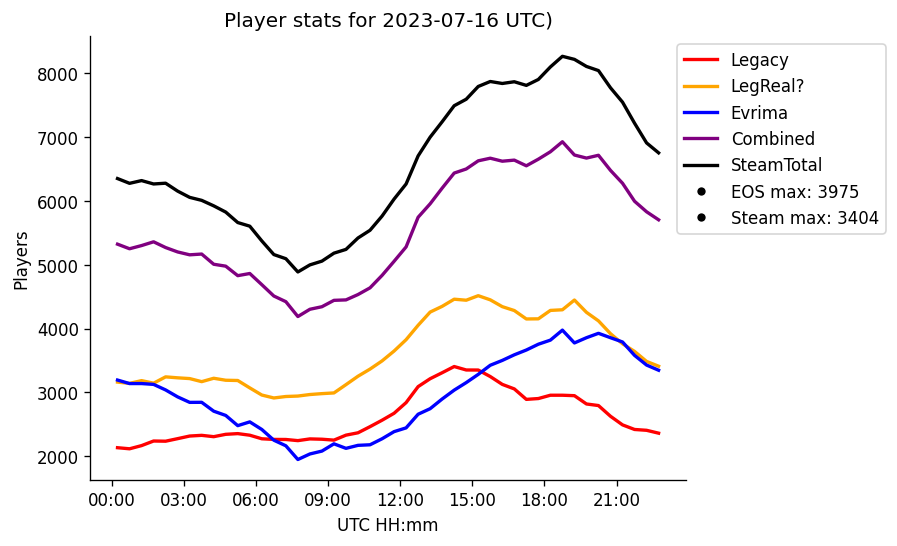 Player stats for 2023-07-16 UTC)
Legacy
LegReal?
Evrima
Combined
SteamTotal
EOS max: 3975
Steam max: 3404
Players
8000
7000
6000
5000
4000
3000
2000
00:00 03:00 06:00 09:00 12:00 15:00 18:00 21:00
UTC HH:mm